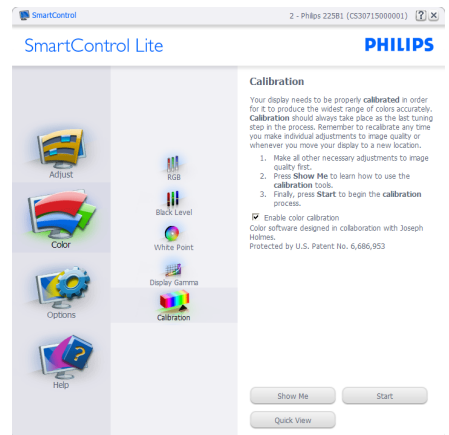 SmartControl
2 - Philips 225B1 (CS30715000001)
?
X
SmartControl Lite
PHILIPS
Adjust
Color
Options
Help
RGB
Black Level
White Point
Display Gamma
Calibration
Calibration
Your display needs to be properly calibrated in order
for it to produce the widest range of colors accurately.
Calibration should always take place as the last tuning
step in the process. Remember to recalibrate any time
you make individual adjustments to image quality or
whenever you move your display to a new location.
1. Make all other necessary adjustments to image
quality first.
2. Press Show Me to learn how to use the
calibration tools.
3. Finally, press Start to begin the calibration
process.
Enable color calibration
Color software designed in collaboration with Joseph
Holmes.
Protected by U.S. Patent No. 6,686,953
Show Me
Start
Quick View